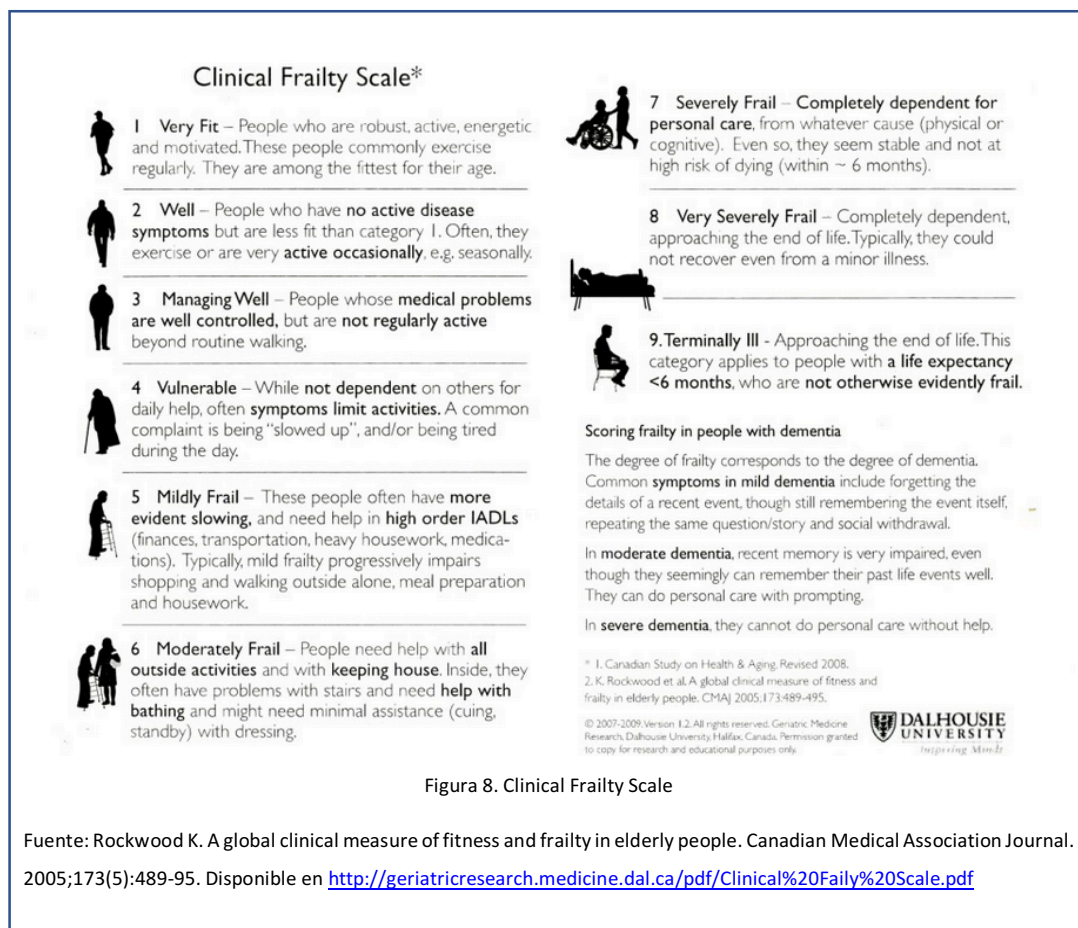 Clinical Frailty Scale*
1 Very Fit – People who are robust, active, energetic
and motivated. These people commonly exercise
regularly. They are among the fittest for their age.
2 Well – People who have no active disease
symptoms but are less fit than category 1. Often, they
exercise or are very active occasionally, e.g. seasonally.
3 Managing Well – People whose medical problems
are well controlled, but are not regularly active
beyond routine walking.
4 Vulnerable – While not dependent on others for
daily help, often symptoms limit activities. A common
complaint is being "slowed up", and/or being tired
during the day.
5 Mildly Frail – These people often have more
evident slowing, and need help in high order IADLs
(finances, transportation, heavy housework, medica-
tions). Typically, mild frailty progressively impairs
shopping and walking outside alone, meal preparation
and housework.
6 Moderately Frail – People need help with all
outside activities and with keeping house. Inside, they
often have problems with stairs and need help with
bathing and might need minimal assistance (cuing,
standby) with dressing.
7 Severely Frail – Completely dependent for
personal care, from whatever cause (physical or
cognitive). Even so, they seem stable and not at
high risk of dying (within ~ 6 months).
8 Very Severely Frail – Completely dependent,
approaching the end of life. Typically, they could
not recover even from a minor illness.
9. Terminally Ill - Approaching the end of life. This
category applies to people with a life expectancy
<6 months, who are not otherwise evidently frail.
Scoring frailty in people with dementia
The degree of frailty corresponds to the degree of dementia.
Common symptoms in mild dementia include forgetting the
details of a recent event, though still remembering the event itself,
repeating the same question/story and social withdrawal.
In moderate dementia, recent memory is very impaired, even
though they seemingly can remember their past life events well.
They can do personal care with prompting.
In severe dementia, they cannot do personal care without help.
* 1. Canadian Study on Health & Aging, Revised 2008.
2. K. Rockwood et al. A global clinical measure of fitness and
frailty in elderly people. CMAJ 2005;173:489-495.
© 2007-2009. Version 1.2. All rights reserved. Geriatric Medicine
Research, Dalhousie University, Halifax, Canada. Permission granted
to copy for research and educational purposes only.
DALHOUSIE
UNIVERSITY
Inspiring Minds
Figura 8. Clinical Frailty Scale
Fuente: Rockwood K. A global clinical measure of fitness and frailty in elderly people. Canadian Medical Association Journal.
2005;173(5):489-95. Disponible en http://geriatricresearch.medicine.dal.ca/pdf/Clinical%20Faily%20Scale.pdf